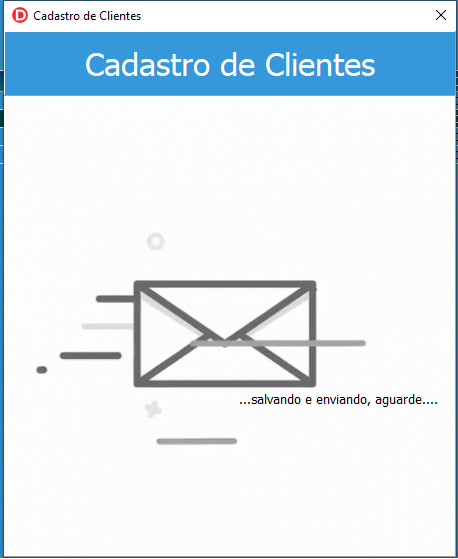 D
Cadastro de Clientes
Cadastro de Clientes
...salvando e enviando, aguarde....